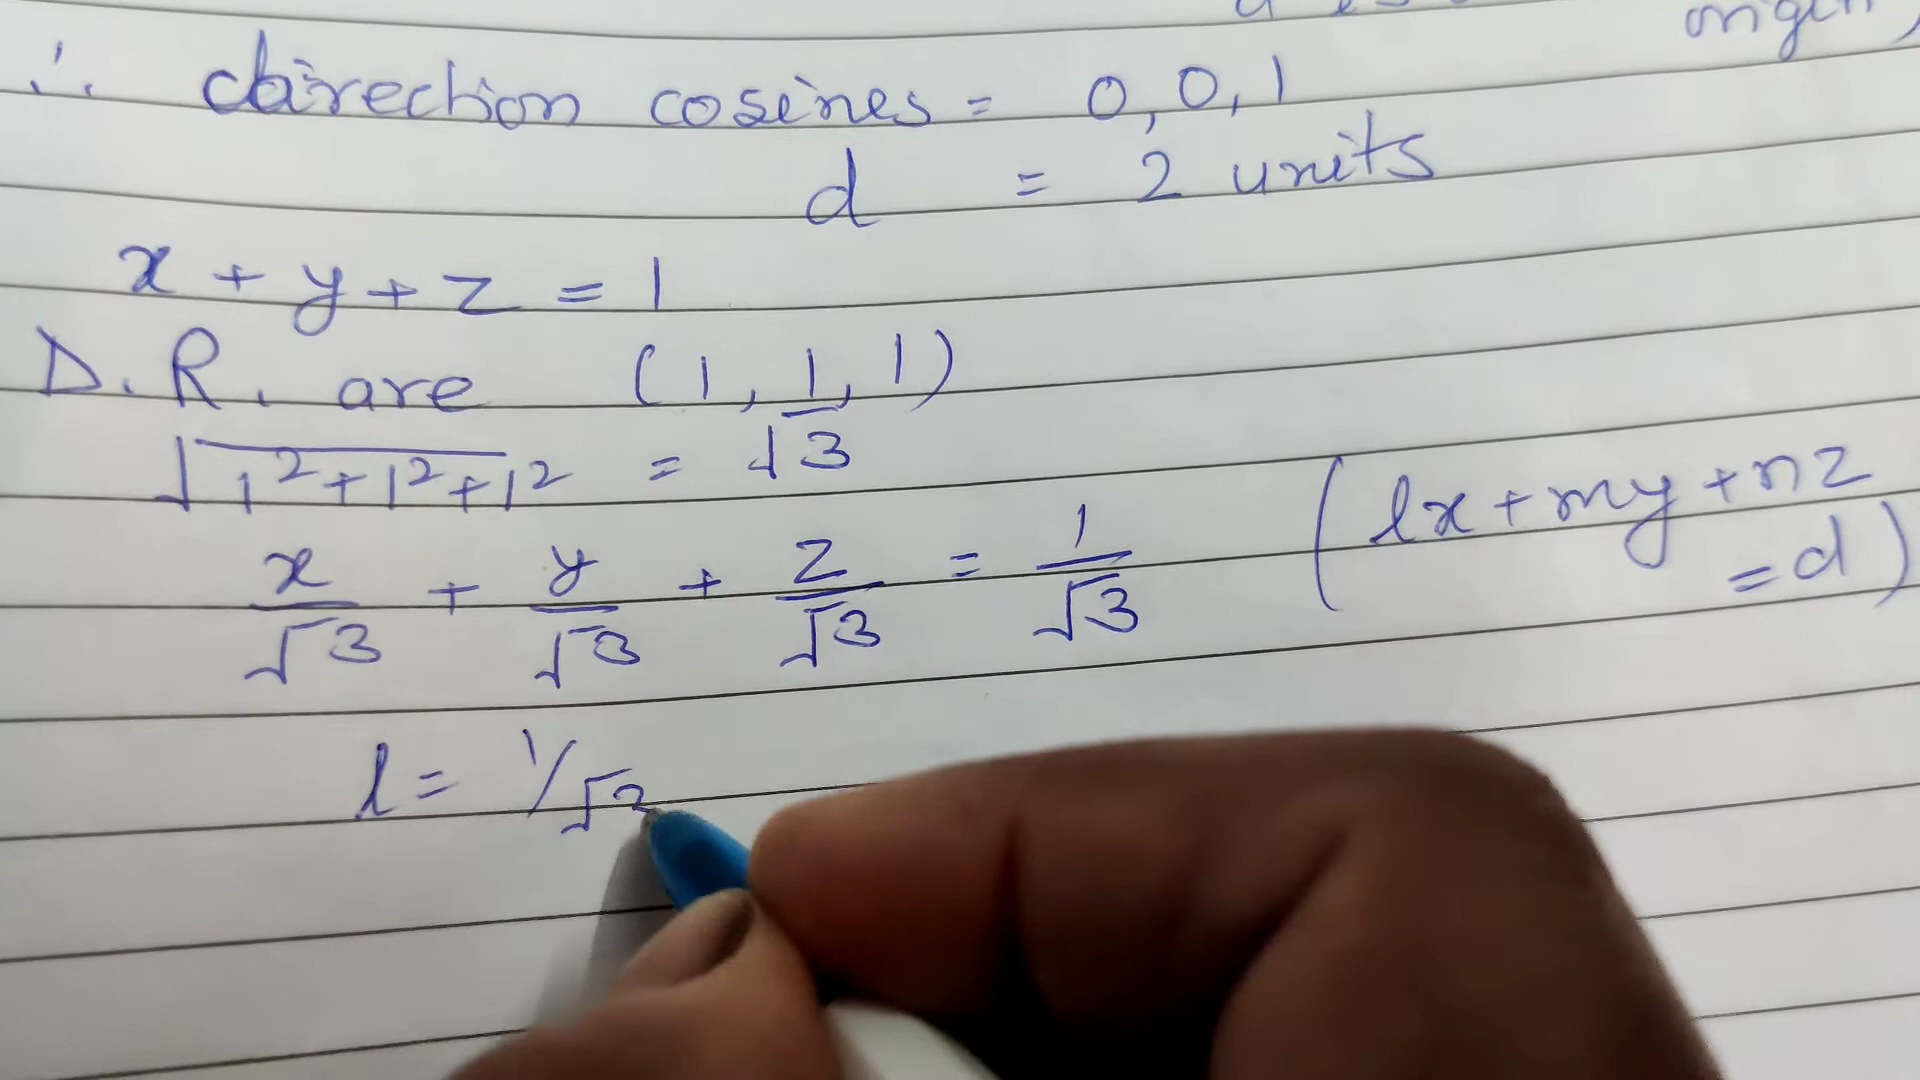 origin,
∴ direction cosines = 0, 0, 1
d = 2 units
x + y + z = 1
D.R. are (1, 1, 1)
√1²+1²+1² = √3
x/√3 + y/√3 + z/√3 = 1/√3 (lx + my + nz = d)
l = 1/√3